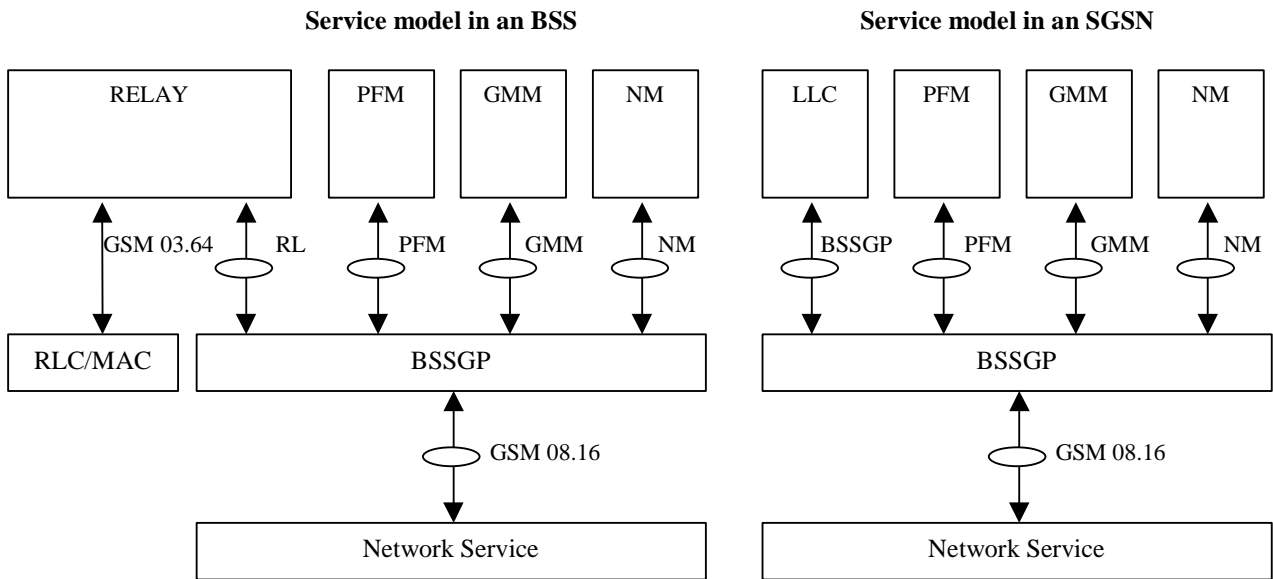 Service model in an BSS
Service model in an SGSN
RELAY
PFM
GMM
NM
LLC
PFM
GMM
NM
GSM 03.64
RL
PFM
GMM
NM
BSSGP
PFM
GMM
NM
RLC/MAC
BSSGP
BSSGP
GSM 08.16
GSM 08.16
Network Service
Network Service